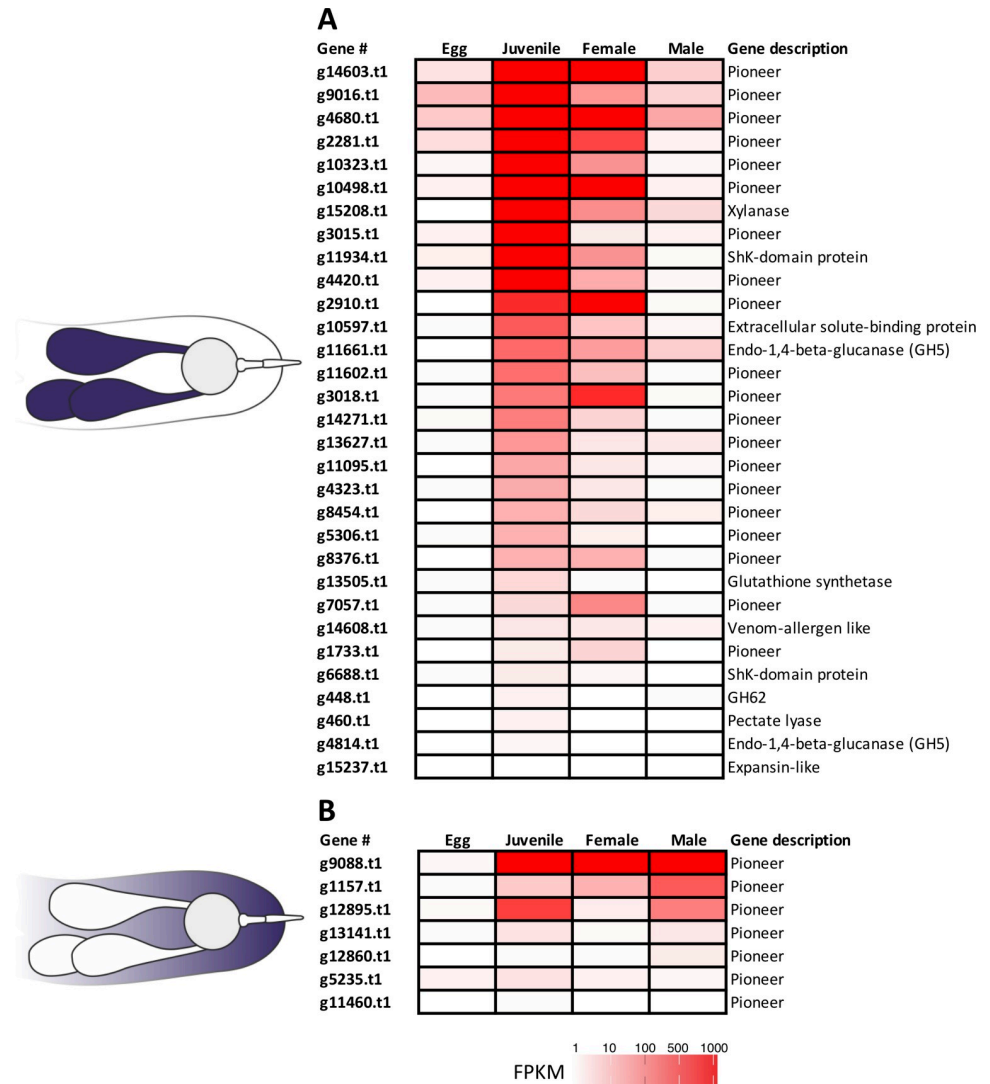 A
Gene # Egg Juvenile Female Male Gene description
g14603.t1 Pioneer
g9016.t1 Pioneer
g4680.t1 Pioneer
g2281.t1 Pioneer
g10323.t1 Pioneer
g10498.t1 Pioneer
g15208.t1 Xylanase
g3015.t1 Pioneer
g11934.t1 ShK-domain protein
g4420.t1 Pioneer
g2910.t1 Pioneer
g10597.t1 Extracellular solute-binding protein
g11661.t1 Endo-1,4-beta-glucanase (GH5)
g11602.t1 Pioneer
g3018.t1 Pioneer
g14271.t1 Pioneer
g13627.t1 Pioneer
g11095.t1 Pioneer
g4323.t1 Pioneer
g8454.t1 Pioneer
g5306.t1 Pioneer
g8376.t1 Pioneer
g13505.t1 Glutathione synthetase
g7057.t1 Pioneer
g14608.t1 Venom-allergen like
g1733.t1 Pioneer
g6688.t1 ShK-domain protein
g448.t1 GH62
g460.t1 Pectate lyase
g4814.t1 Endo-1,4-beta-glucanase (GH5)
g15237.t1 Expansin-like
B
Gene # Egg Juvenile Female Male Gene description
g9088.t1 Pioneer
g1157.t1 Pioneer
g12895.t1 Pioneer
g13141.t1 Pioneer
g12860.t1 Pioneer
g5235.t1 Pioneer
g11460.t1 Pioneer
1 10 100 500 1000
FPKM